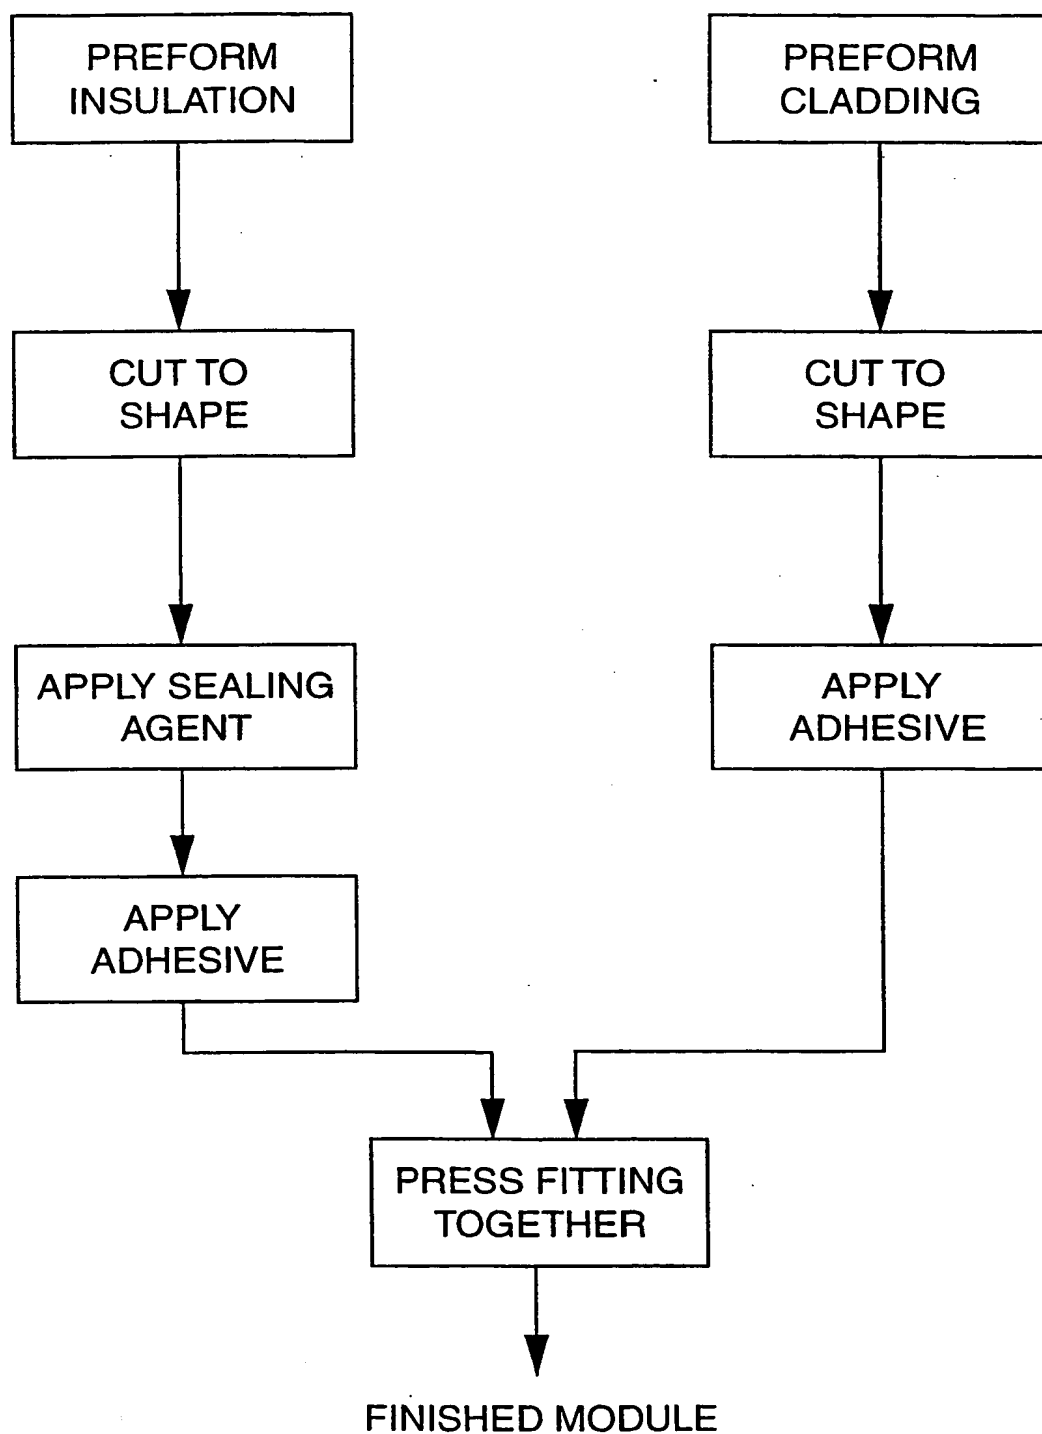 PREFORM
INSULATION
PREFORM
CLADDING
CUT TO
SHAPE
CUT TO
SHAPE
APPLY SEALING
AGENT
APPLY
ADHESIVE
APPLY
ADHESIVE
PRESS FITTING
TOGETHER
FINISHED MODULE